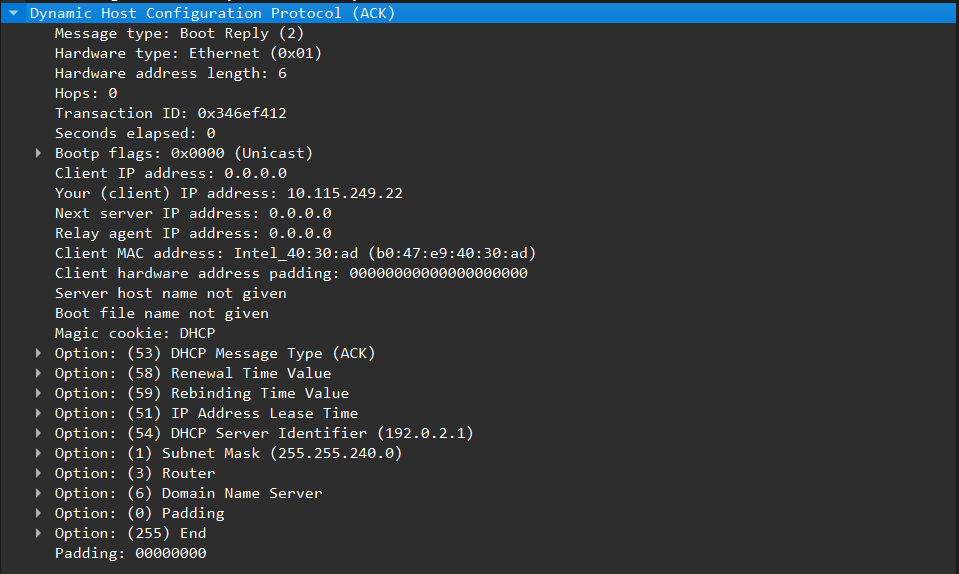 Dynamic Host Configuration Protocol (ACK)
Message type: Boot Reply (2)
Hardware type: Ethernet (0x01)
Hardware address length: 6
Hops: 0
Transaction ID: 0x346ef412
Seconds elapsed: 0
Bootp flags: 0x0000 (Unicast)
Client IP address: 0.0.0.0
Your (client) IP address: 10.115.249.22
Next server IP address: 0.0.0.0
Relay agent IP address: 0.0.0.0
Client MAC address: Intel_40:30:ad (b0:47:e9:40:30:ad)
Client hardware address padding: 00000000000000000000
Server host name not given
Boot file name not given
Magic cookie: DHCP
Option: (53) DHCP Message Type (ACK)
Option: (58) Renewal Time Value
Option: (59) Rebinding Time Value
Option: (51) IP Address Lease Time
Option: (54) DHCP Server Identifier (192.0.2.1)
Option: (1) Subnet Mask (255.255.240.0)
Option: (3) Router
Option: (6) Domain Name Server
Option: (0) Padding
Option: (255) End
Padding: 00000000